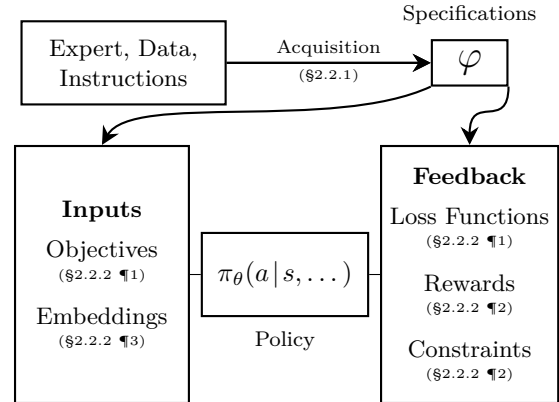 Specifications
Expert, Data,
Instructions
Acquisition
(§2.2.1)
φ
Inputs
Objectives
(§2.2.2 ¶1)
Embeddings
(§2.2.2 ¶3)
π_θ(a | s, . . . )
Policy
Feedback
Loss Functions
(§2.2.2 ¶1)
Rewards
(§2.2.2 ¶2)
Constraints
(§2.2.2 ¶2)